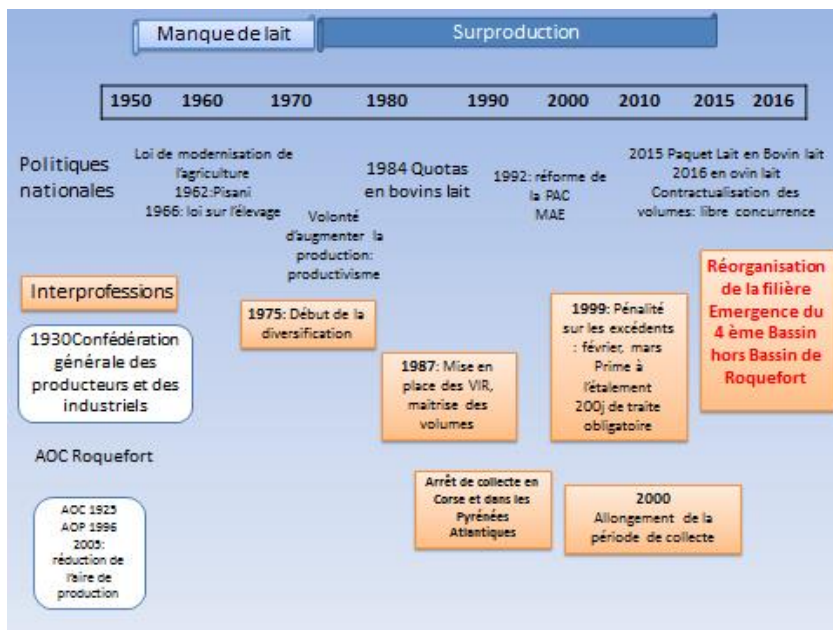 Manque de lait
Surproduction
1950 1960 1970 1980 1990 2000 2010 2015 2016
Politiques
nationales
Loi de modernisation de
l'agriculture
1962:Pisani
1966: loi sur l'élevage
Volonté
d'augmenter la
production:
productivisme
1984 Quotas
en bovins lait
1992: réforme de
la PAC
MAE
2015 Paquet Lait en Bovin lait
2016 en ovin lait
Contractualisation des
volumes: libre concurrence
Interprofessions
1930Confédération
générale des
producteurs et des
industriels
1975: Début de la
diversification
1987: Mise en
place des VIR,
maitrise des
volumes
1999: Pénalité
sur les excédents
: février, mars
Prime à
l'étalement
200j de traite
obligatoire
Réorganisation
de la filière
Emergence du
4 ème Bassin
hors Bassin de
Roquefort
AOC Roquefort
AOC 1925
AOP 1996
2005:
réduction de
l'aire de
production
Arrêt de collecte en
Corse et dans les
Pyrénées
Atlantiques
2000
Allongement de la
période de collecte